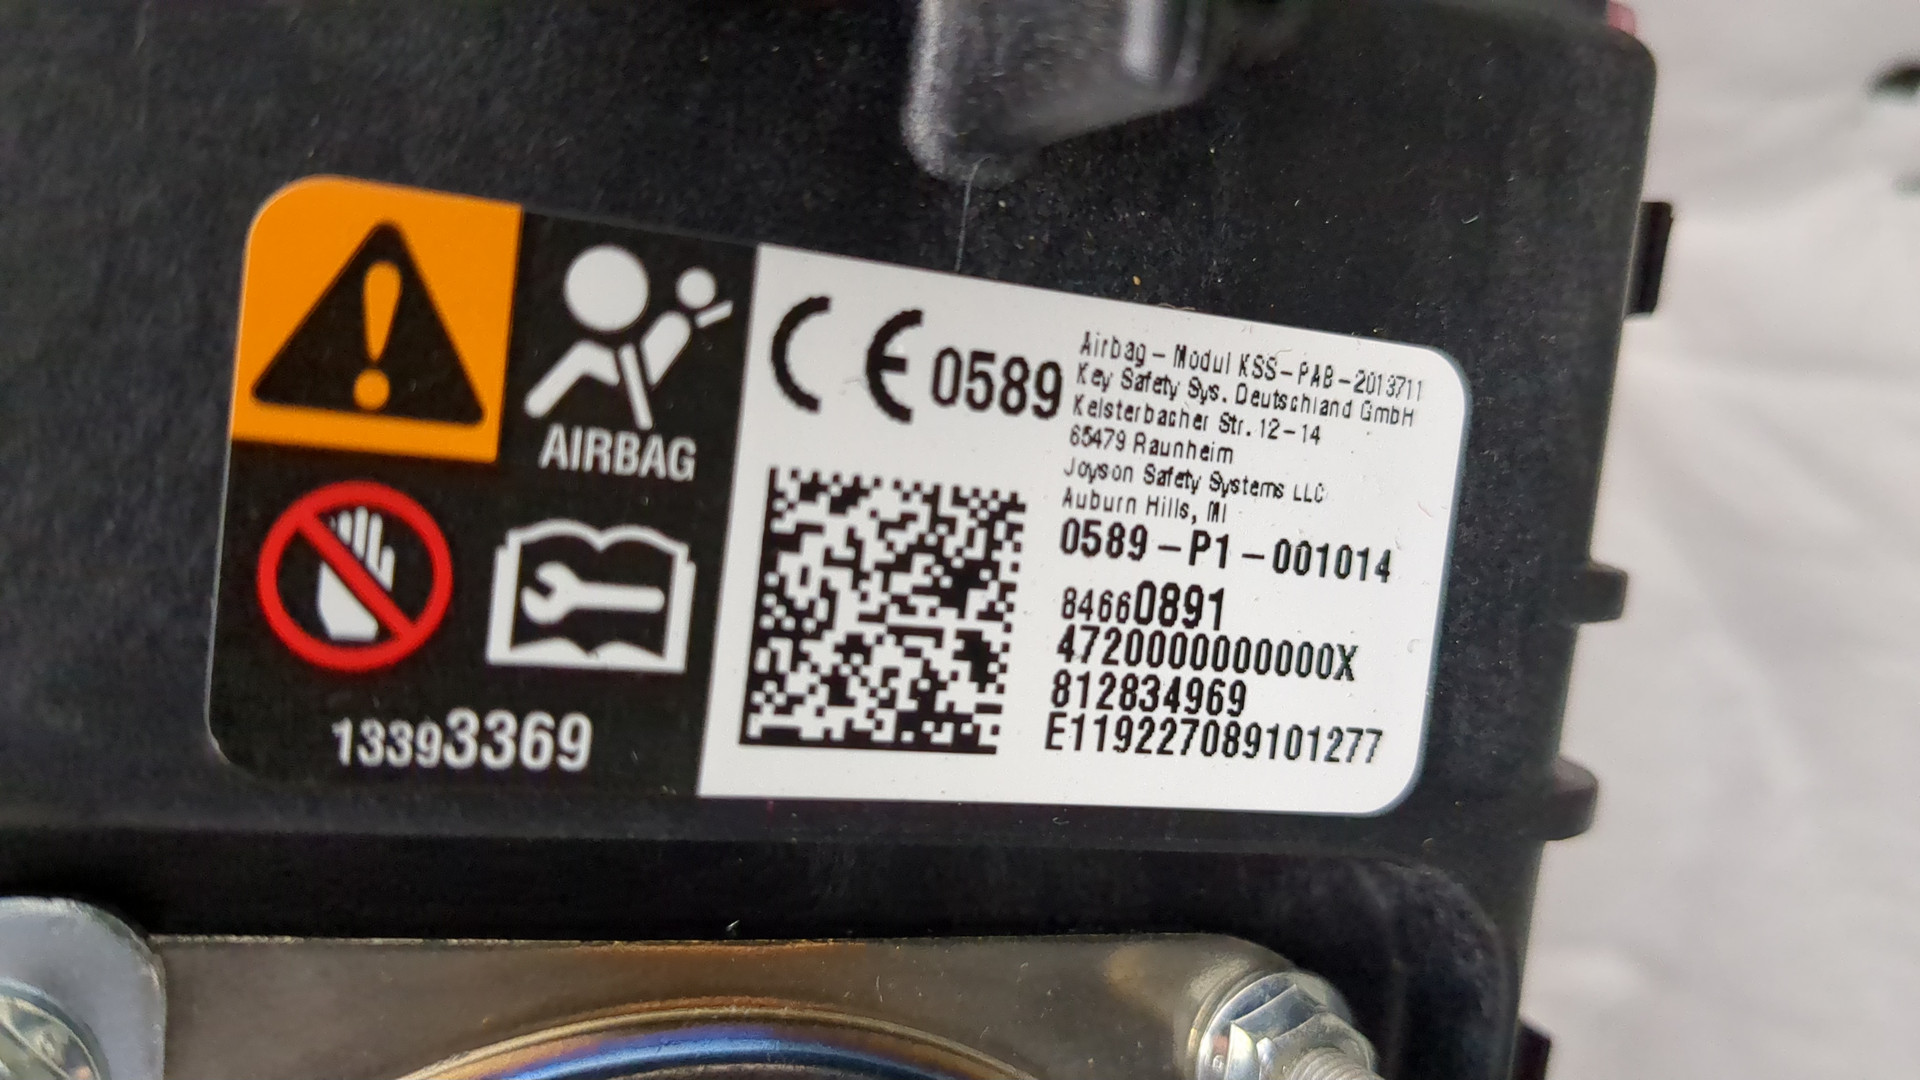 AIRBAG
13393369
CE 0589
Airbag-Modul KSS-PAB-2013711
Key Safety Sys. Deutschland GmbH
Kelsterbacher Str. 12-14
65479 Raunheim
Joyson Safety Systems LLC
Auburn Hills, MI
0589-P1-001014
84660891
4720000000000X
812834969
E119227089101277